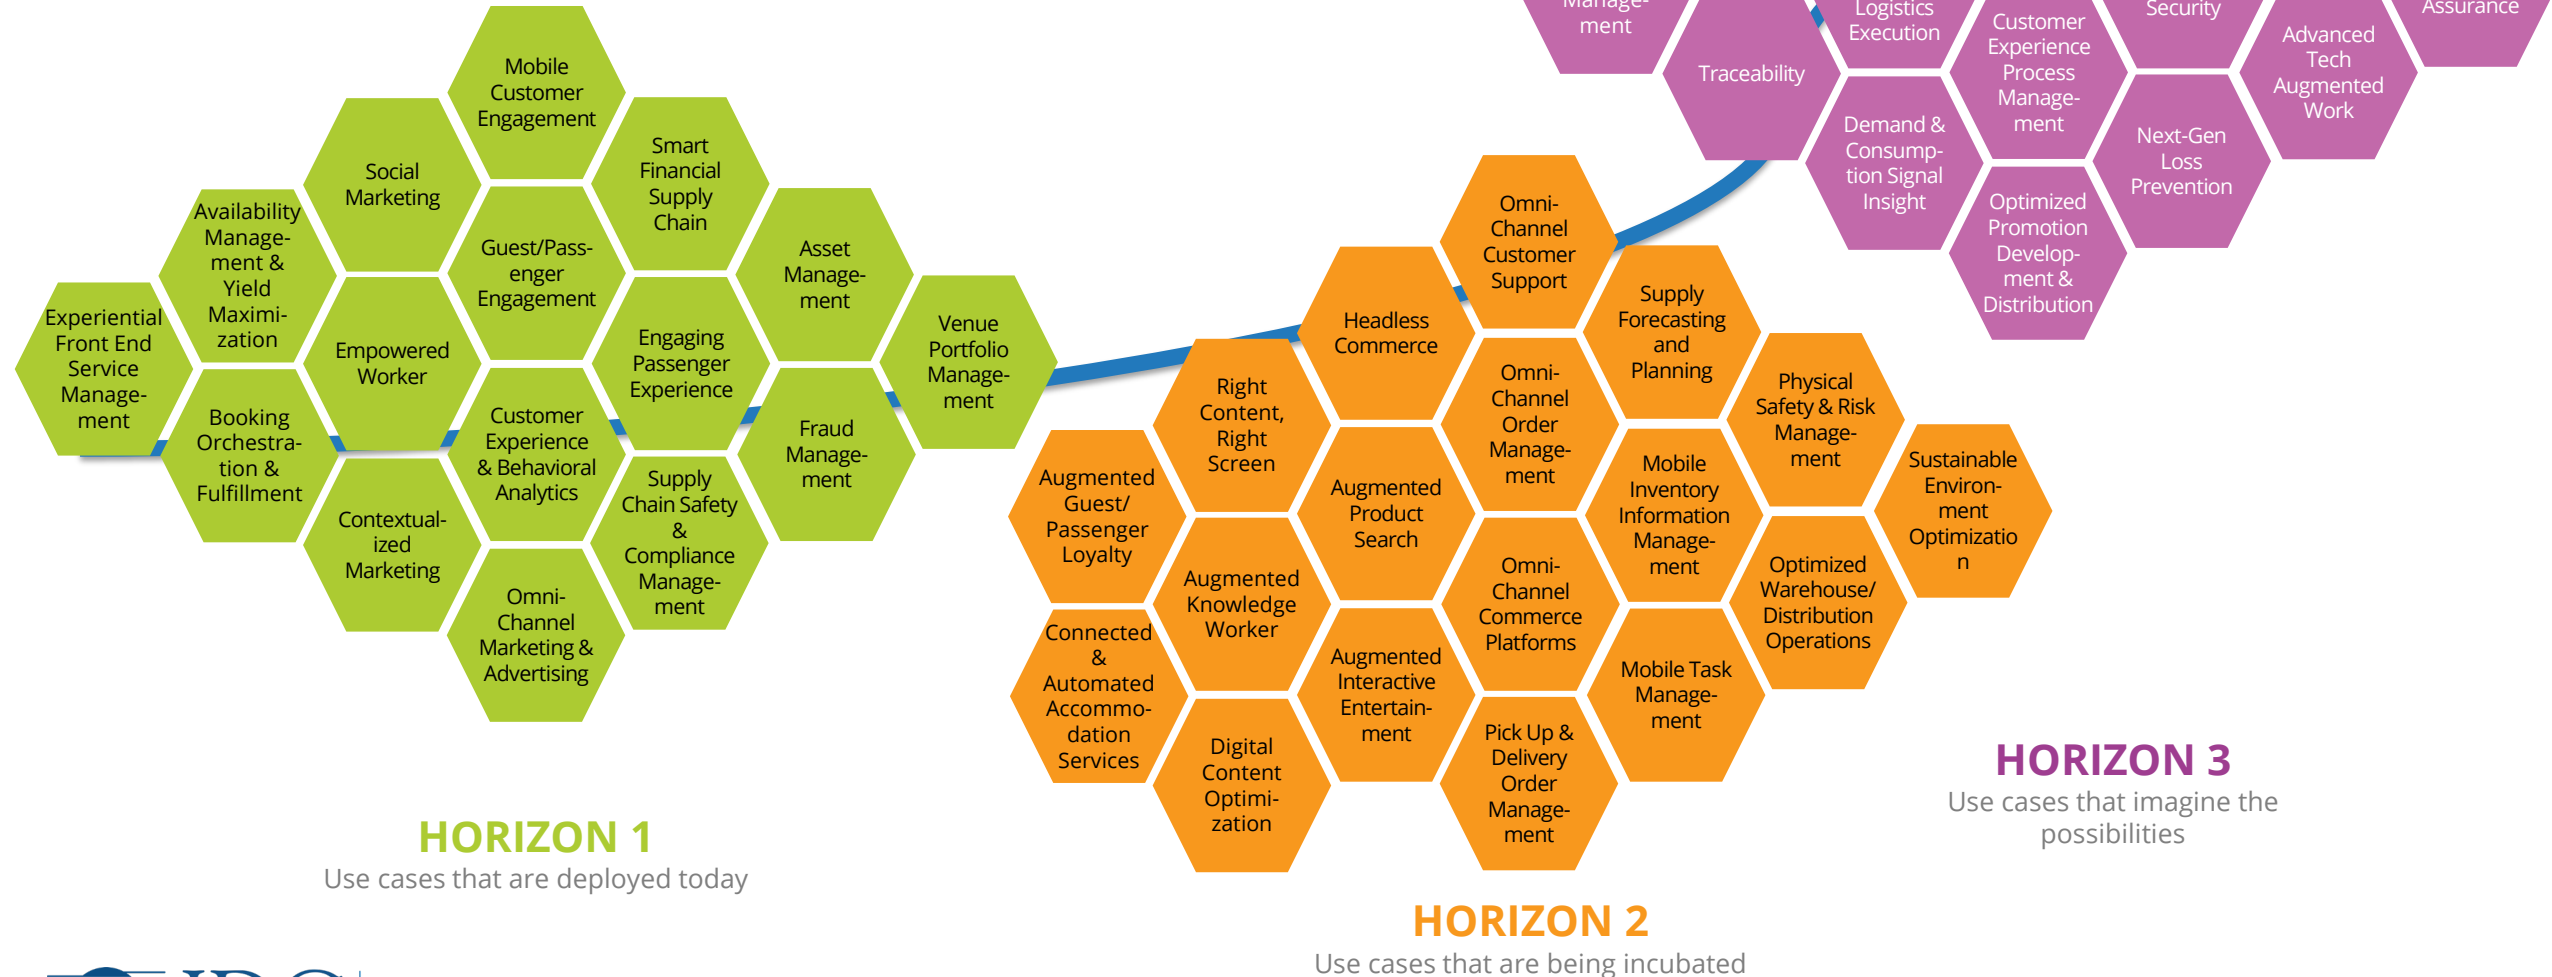 Mobile
Customer
Engagement
Social
Marketing
Smart
Financial
Supply
Chain
Availability
Manage-
ment &
Yield
Maximi-
zation
Guest/Pass-
enger
Engagement
Asset
Manage-
ment
Experiential
Front End
Service
Manage-
ment
Empowered
Worker
Engaging
Passenger
Experience
Venue
Portfolio
Manage-
ment
Booking
Orchestra-
tion &
Fulfillment
Customer
Experience
& Behavioral
Analytics
Fraud
Manage-
ment
Contextual-
ized
Marketing
Supply
Chain Safety
&
Compliance
Manage-
ment
Omni-
Channel
Marketing &
Advertising
HORIZON 1
Use cases that are deployed today
Omni-
Channel
Customer
Support
Headless
Commerce
Supply
Forecasting
and
Planning
Right
Content,
Right
Screen
Omni-
Channel
Order
Manage-
ment
Physical
Safety & Risk
Manage-
ment
Augmented
Guest/
Passenger
Loyalty
Augmented
Product
Search
Mobile
Inventory
Information
Manage-
ment
Sustainable
Environ-
ment
Optimizatio
n
Augmented
Knowledge
Worker
Omni-
Channel
Commerce
Platforms
Optimized
Warehouse/
Distribution
Operations
Connected
&
Automated
Accommo-
dation
Services
Augmented
Interactive
Entertain-
ment
Mobile Task
Manage-
ment
Digital
Content
Optimi-
zation
Pick Up &
Delivery
Order
Manage-
ment
HORIZON 2
Use cases that are being incubated
Manage-
ment
Traceability
Logistics
Execution
Customer
Experience
Process
Manage-
ment
Security
Advanced
Tech
Augmented
Work
Assurance
Demand &
Consump-
tion Signal
Insight
Next-Gen
Loss
Prevention
Optimized
Promotion
Develop-
ment &
Distribution
HORIZON 3
Use cases that imagine the
possibilities
IDC